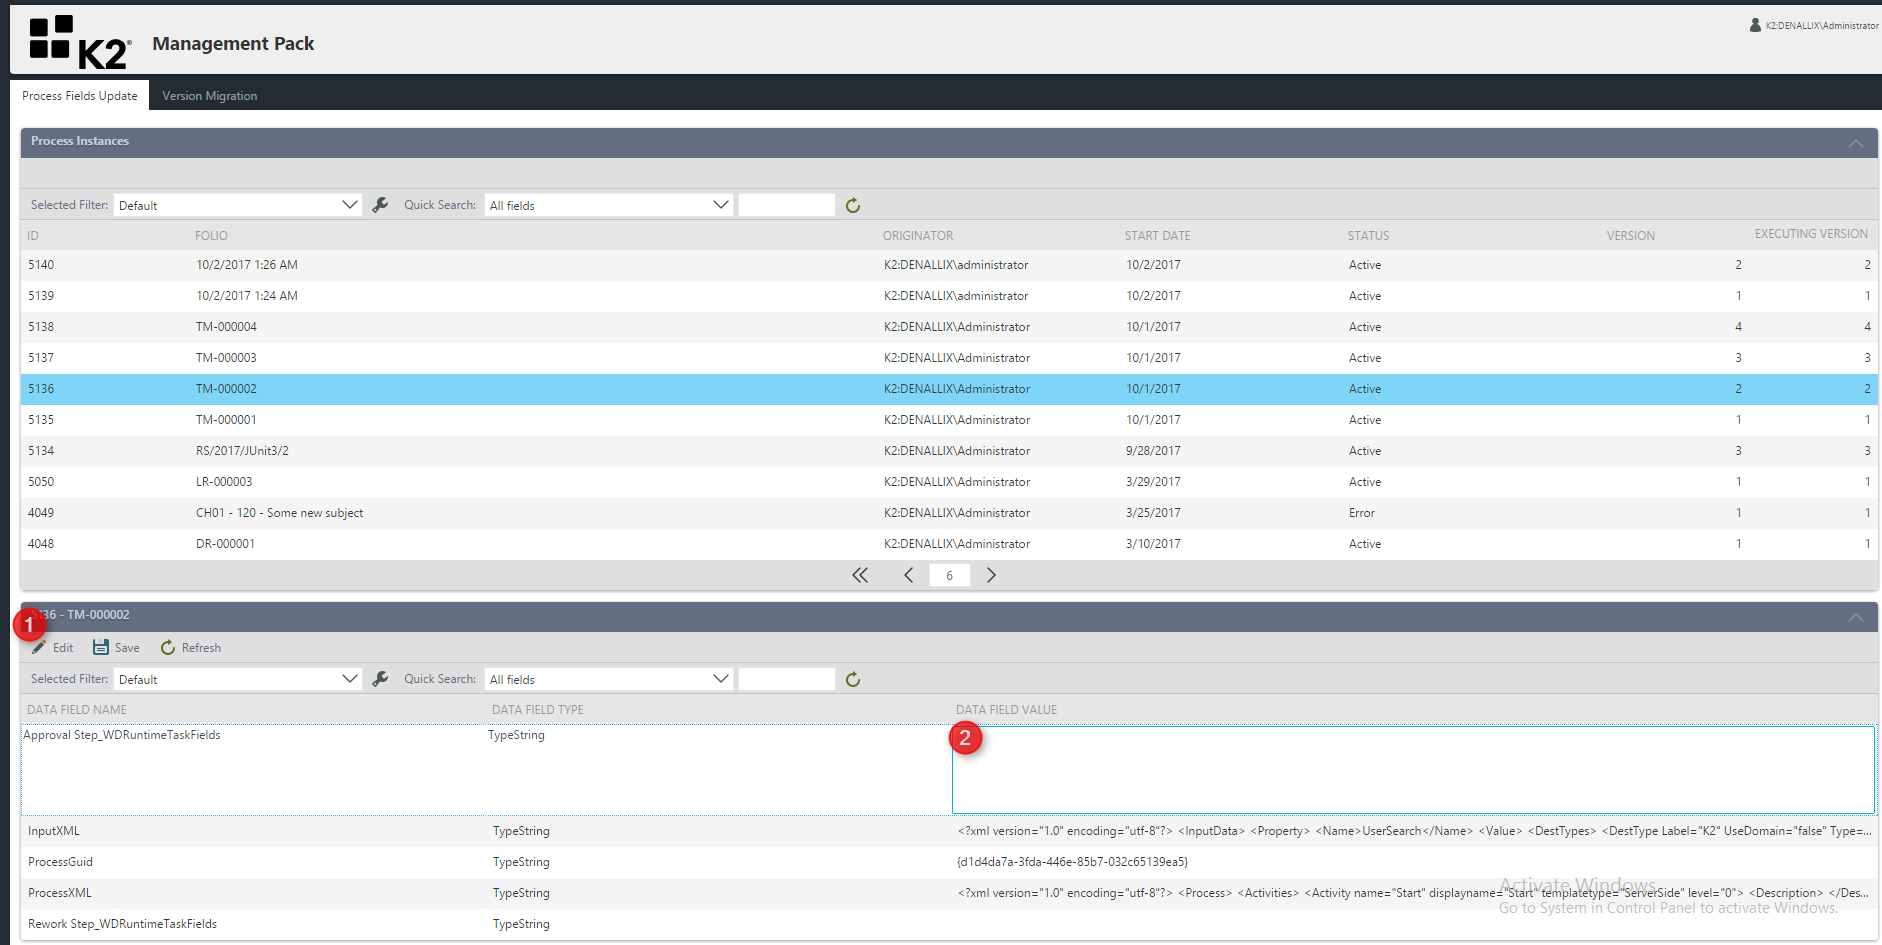 K2® Management Pack
K2:DENALLIX\Administrator
Process Fields Update Version Migration
Process Instances
Selected Filter: Default Quick Search: All fields
ID FOLIO ORIGINATOR START DATE STATUS VERSION EXECUTING VERSION
5140 10/2/2017 1:26 AM K2:DENALLIX\administrator 10/2/2017 Active 2 2
5139 10/2/2017 1:24 AM K2:DENALLIX\administrator 10/2/2017 Active 1 1
5138 TM-000004 K2:DENALLIX\Administrator 10/1/2017 Active 4 4
5137 TM-000003 K2:DENALLIX\Administrator 10/1/2017 Active 3 3
5136 TM-000002 K2:DENALLIX\Administrator 10/1/2017 Active 2 2
5135 TM-000001 K2:DENALLIX\Administrator 10/1/2017 Active 1 1
5134 RS/2017/JUnit3/2 K2:DENALLIX\Administrator 9/28/2017 Active 3 3
5050 LR-000003 K2:DENALLIX\Administrator 3/29/2017 Active 1 1
4049 CH01 - 120 - Some new subject K2:DENALLIX\Administrator 3/25/2017 Error 1 1
4048 DR-000001 K2:DENALLIX\Administrator 3/10/2017 Active 1 1
6
1 36 - TM-000002
Edit Save Refresh
Selected Filter: Default Quick Search: All fields
DATA FIELD NAME DATA FIELD TYPE DATA FIELD VALUE
Approval Step_WDRuntimeTaskFields TypeString 2
InputXML TypeString <?xml version="1.0" encoding="utf-8"?> <InputData> <Property> <Name>UserSearch</Name> <Value> <DestTypes> <DestType Label="K2" UseDomain="false" Type=...
ProcessGuid TypeString {d1d4da7a-3fda-446e-85b7-032c65139ea5}
ProcessXML TypeString <?xml version="1.0" encoding="utf-8"?> <Process> <Activities> <Activity name="Start" displayname="Start" templatetype="ServerSide" level="0"> <Description> </Des...
Activate Windows
Go to System in Control Panel to activate Windows.
Rework Step_WDRuntimeTaskFields TypeString